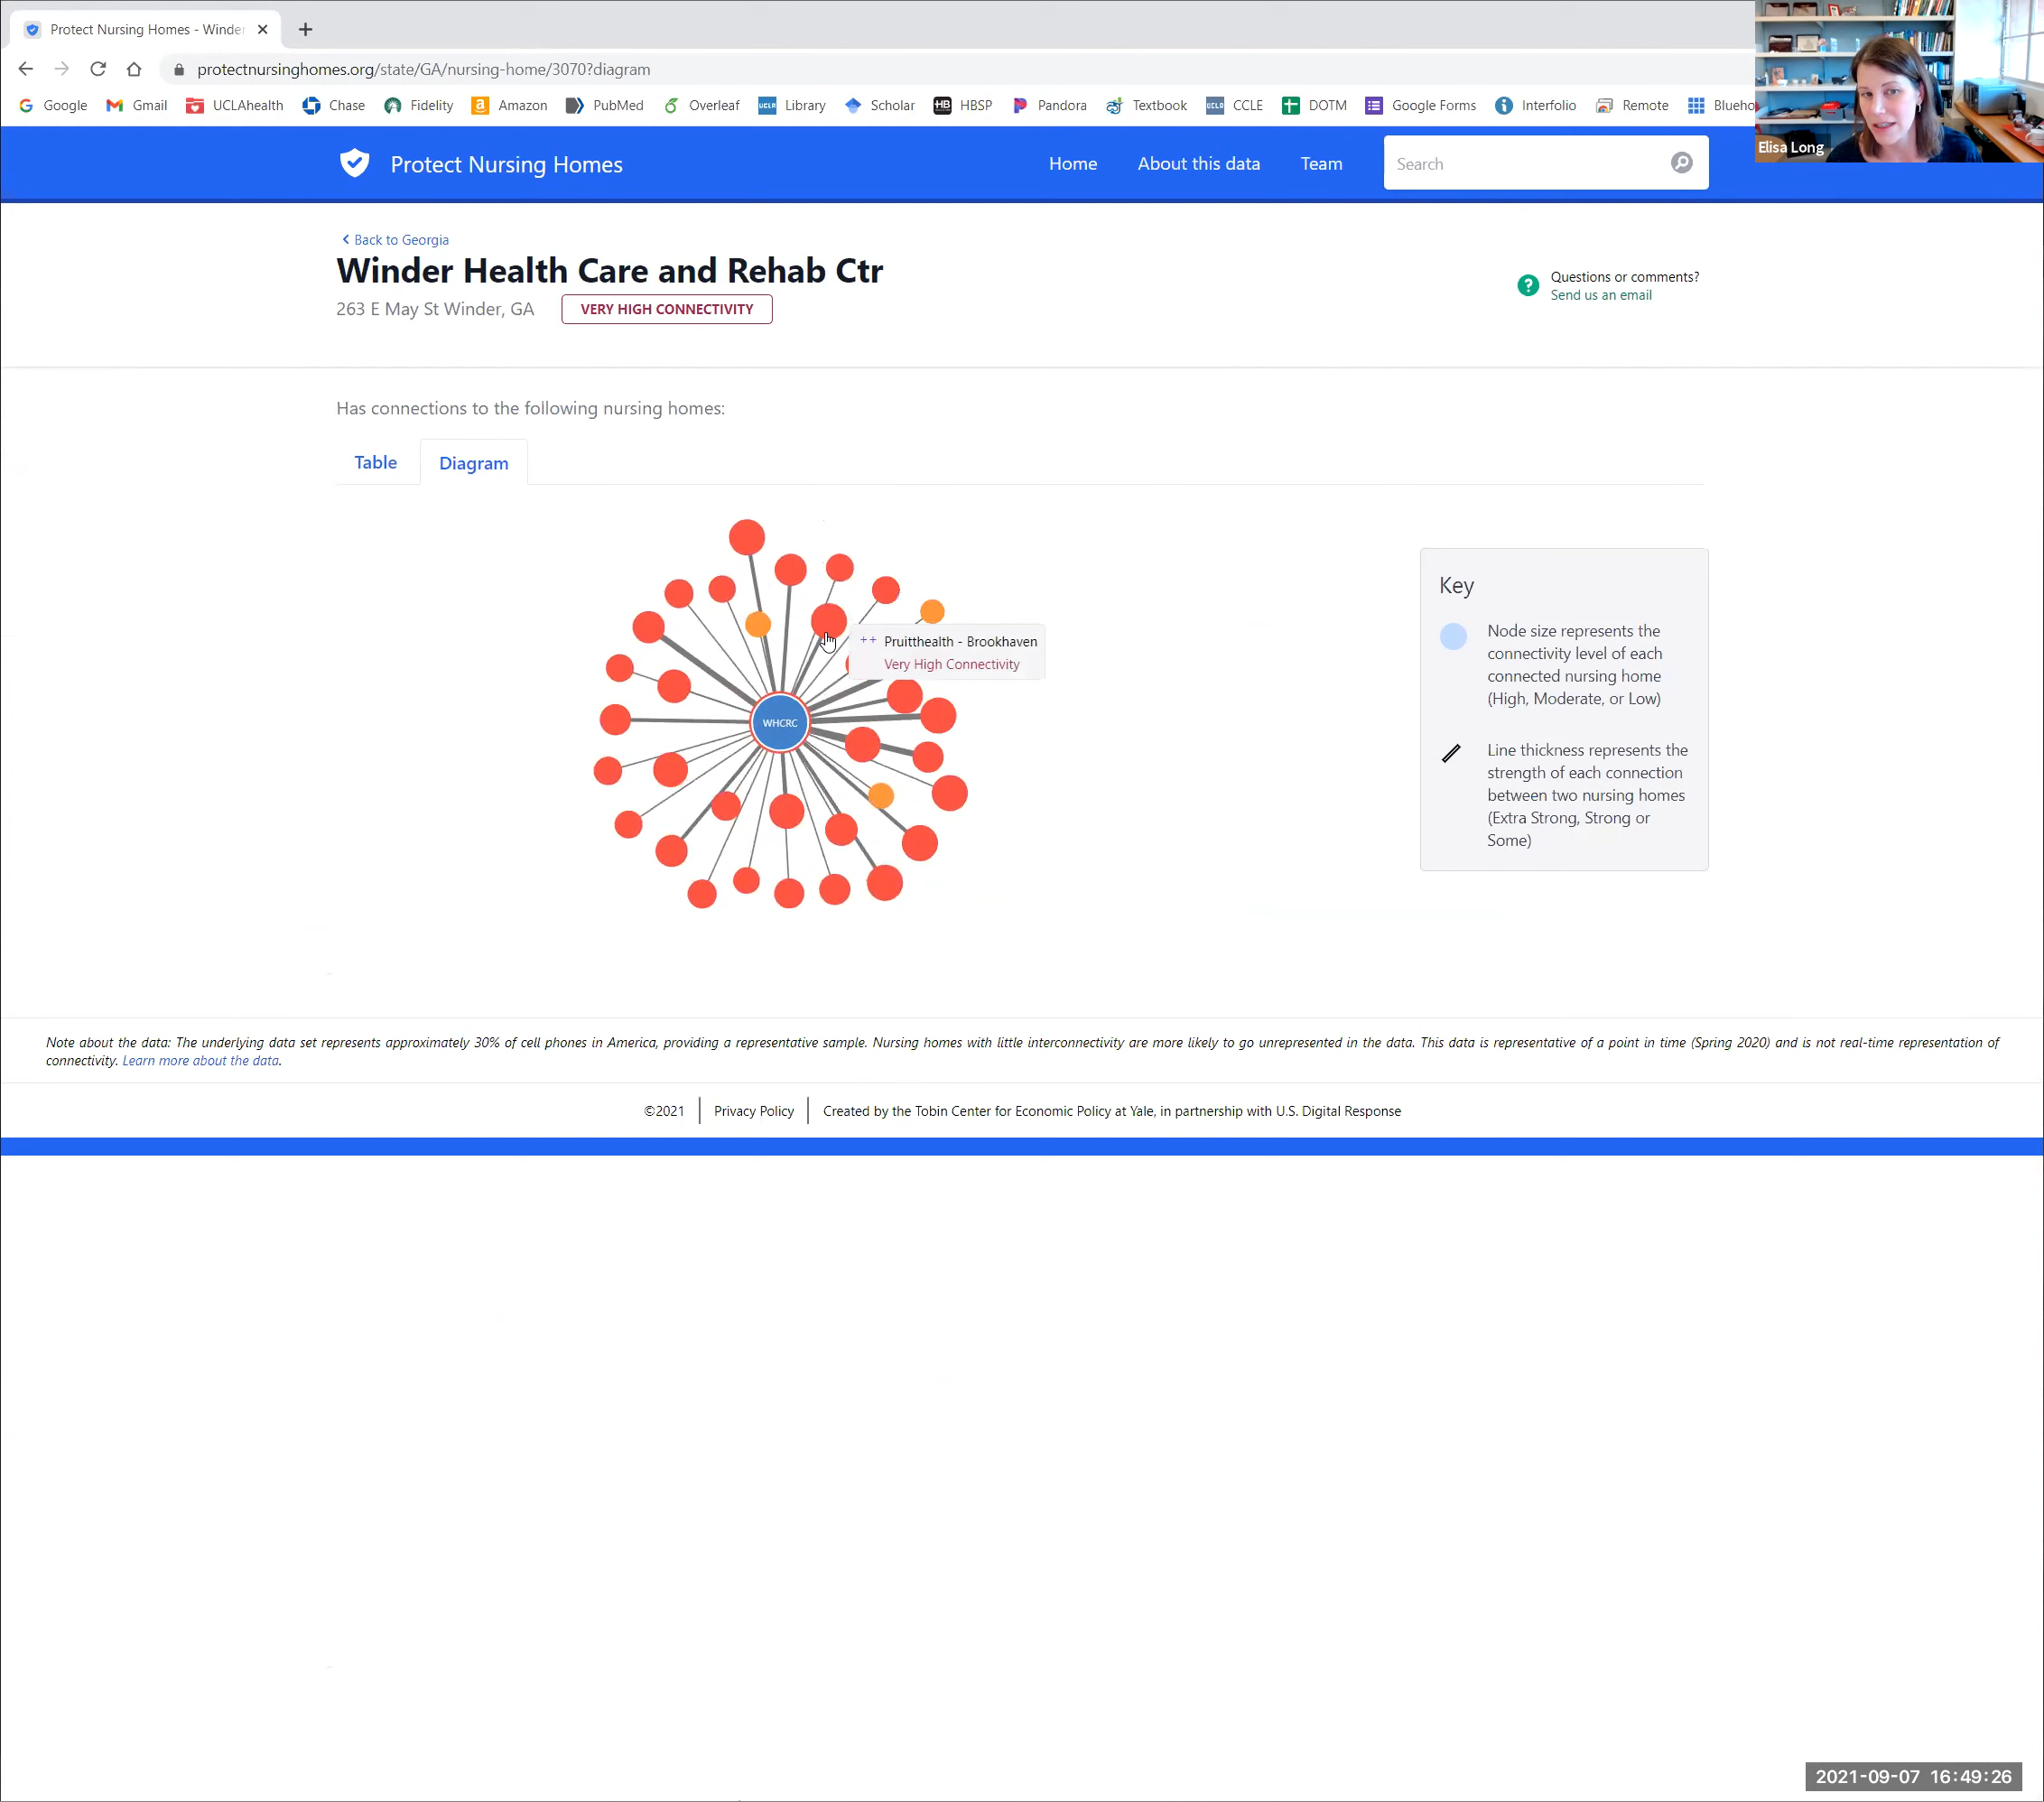 Protect Nursing Homes - Winder
protectnursinghomes.org/state/GA/nursing-home/3070?diagram
Google Gmail UCLAhealth Chase Fidelity Amazon PubMed Overleaf Library Scholar HBSP Pandora Textbook CCLE DOTM Google Forms Interfolio Remote Blueho
Elisa Long
Protect Nursing Homes
Home About this data Team Search
Back to Georgia
Winder Health Care and Rehab Ctr
263 E May St Winder, GA VERY HIGH CONNECTIVITY
Questions or comments?
Send us an email
Has connections to the following nursing homes:
Table Diagram
++ Pruitthealth - Brookhaven
Very High Connectivity
WHCRC
Key
Node size represents the
connectivity level of each
connected nursing home
(High, Moderate, or Low)
Line thickness represents the
strength of each connection
between two nursing homes
(Extra Strong, Strong or
Some)
Note about the data: The underlying data set represents approximately 30% of cell phones in America, providing a representative sample. Nursing homes with little interconnectivity are more likely to go unrepresented in the data. This data is representative of a point in time (Spring 2020) and is not real-time representation of
connectivity. Learn more about the data.
©2021 Privacy Policy Created by the Tobin Center for Economic Policy at Yale, in partnership with U.S. Digital Response
2021-09-07 16:49:26